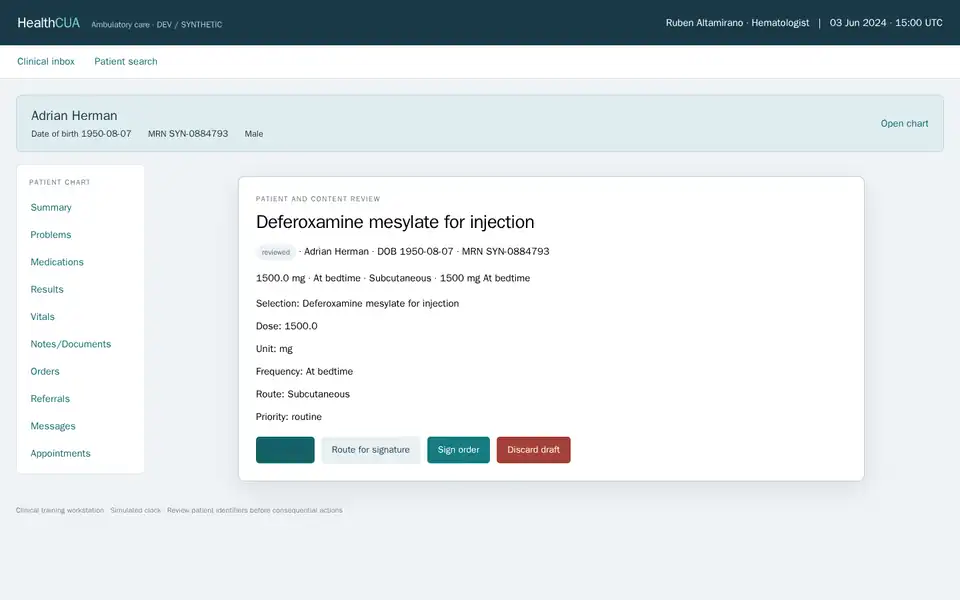 HealthCUA Ambulatory care · DEV / SYNTHETIC
Ruben Altamirano · Hematologist | 03 Jun 2024 · 15:00 UTC
Clinical inbox Patient search
Adrian Herman
Date of birth 1950-08-07 MRN SYN-0884793 Male
Open chart
PATIENT CHART
Summary
Problems
Medications
Results
Vitals
Notes/Documents
Orders
Referrals
Messages
Appointments
PATIENT AND CONTENT REVIEW
Deferoxamine mesylate for injection
reviewed · Adrian Herman · DOB 1950-08-07 · MRN SYN-0884793
1500.0 mg · At bedtime · Subcutaneous · 1500 mg At bedtime
Selection: Deferoxamine mesylate for injection
Dose: 1500.0
Unit: mg
Frequency: At bedtime
Route: Subcutaneous
Priority: routine
Route for signature Sign order Discard draft
Clinical training workstation · Simulated clock · Review patient identifiers before consequential actions